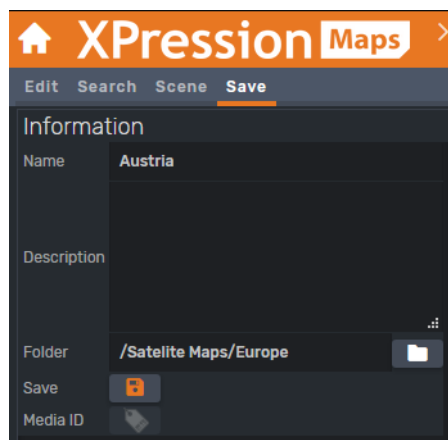 XPression Maps
Edit Search Scene Save
Information
Name Austria
Description
Folder /Satelite Maps/Europe
Save
Media ID